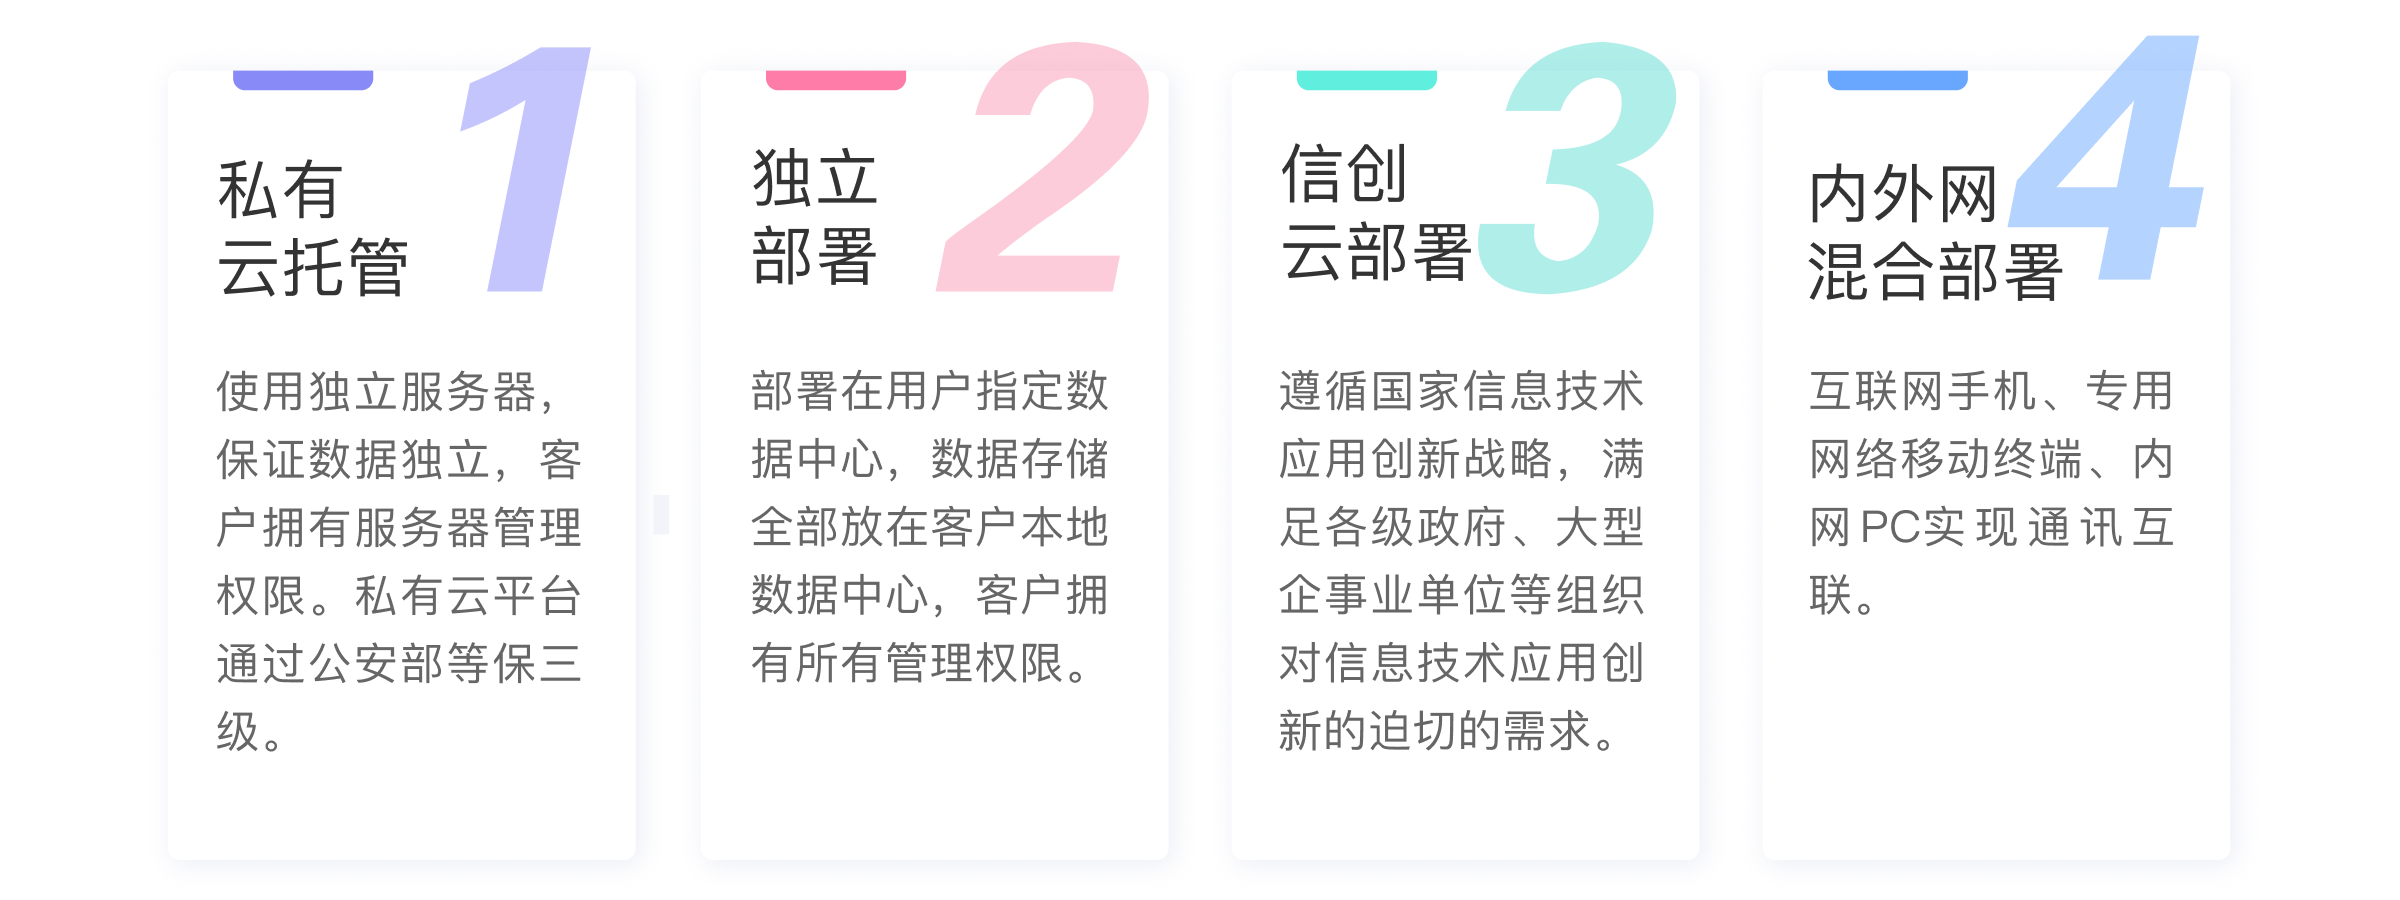 1
私有
云托管
使用独立服务器，
保证数据独立，客
户拥有服务器管理
权限。私有云平台
通过公安部等保三
级。
2
独立
部署
部署在用户指定数
据中心，数据存储
全部放在客户本地
数据中心，客户拥
有所有管理权限。
3
信创
云部署
遵循国家信息技术
应用创新战略，满
足各级政府、大型
企事业单位等组织
对信息技术应用创
新的迫切的需求。
4
内外网
混合部署
互联网手机、专用
网络移动终端、内
网PC实现通讯互
联。